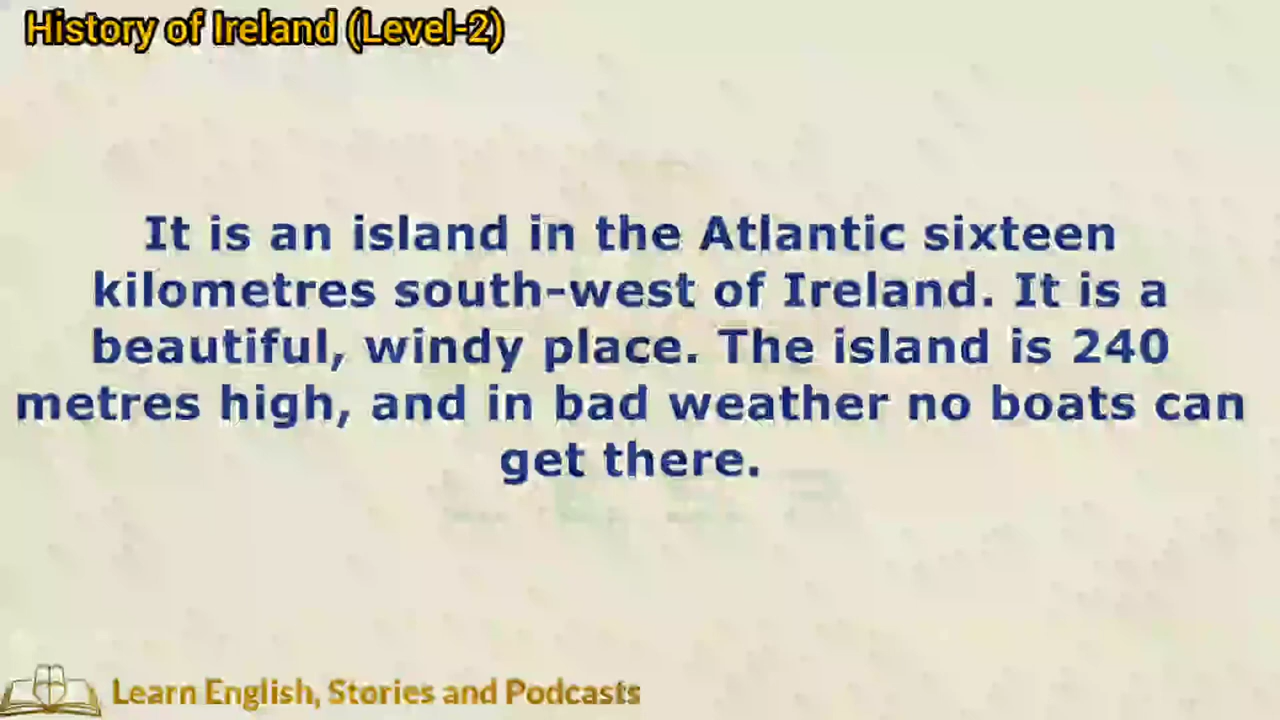 History of Ireland (Level-2)
It is an island in the Atlantic sixteen
kilometres south-west of Ireland. It is a
beautiful, windy place. The island is 240
metres high, and in bad weather no boats can
get there.
Learn English, Stories and Podcasts